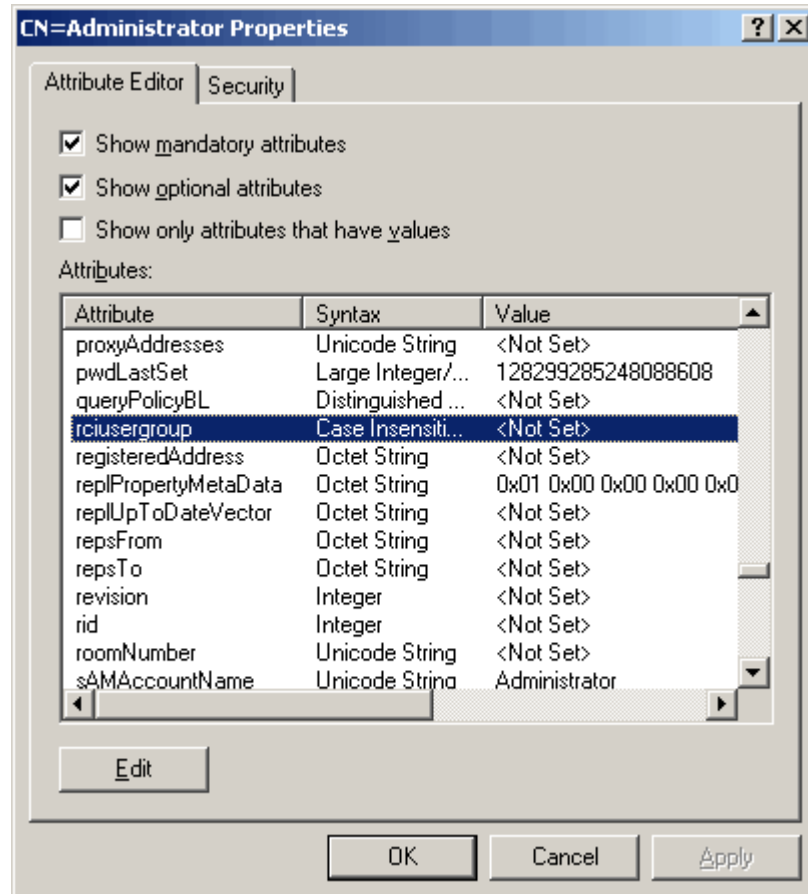 CN=Administrator Properties
Attribute Editor Security
Show mandatory attributes
Show optional attributes
Show only attributes that have values
Attributes:
Attribute Syntax Value
proxyAddresses Unicode String <Not Set>
pwdLastSet Large Integer/... 128299285248088608
queryPolicyBL Distinguished ... <Not Set>
rciusergroup Case Insensiti... <Not Set>
registeredAddress Octet String <Not Set>
replPropertyMetaData Octet String 0x01 0x00 0x00 0x00 0x0
replUpToDateVector Octet String <Not Set>
repsFrom Octet String <Not Set>
repsTo Octet String <Not Set>
revision Integer <Not Set>
rid Integer <Not Set>
roomNumber Unicode String <Not Set>
sAMAccountName Unicode String Administrator
Edit
OK Cancel Apply